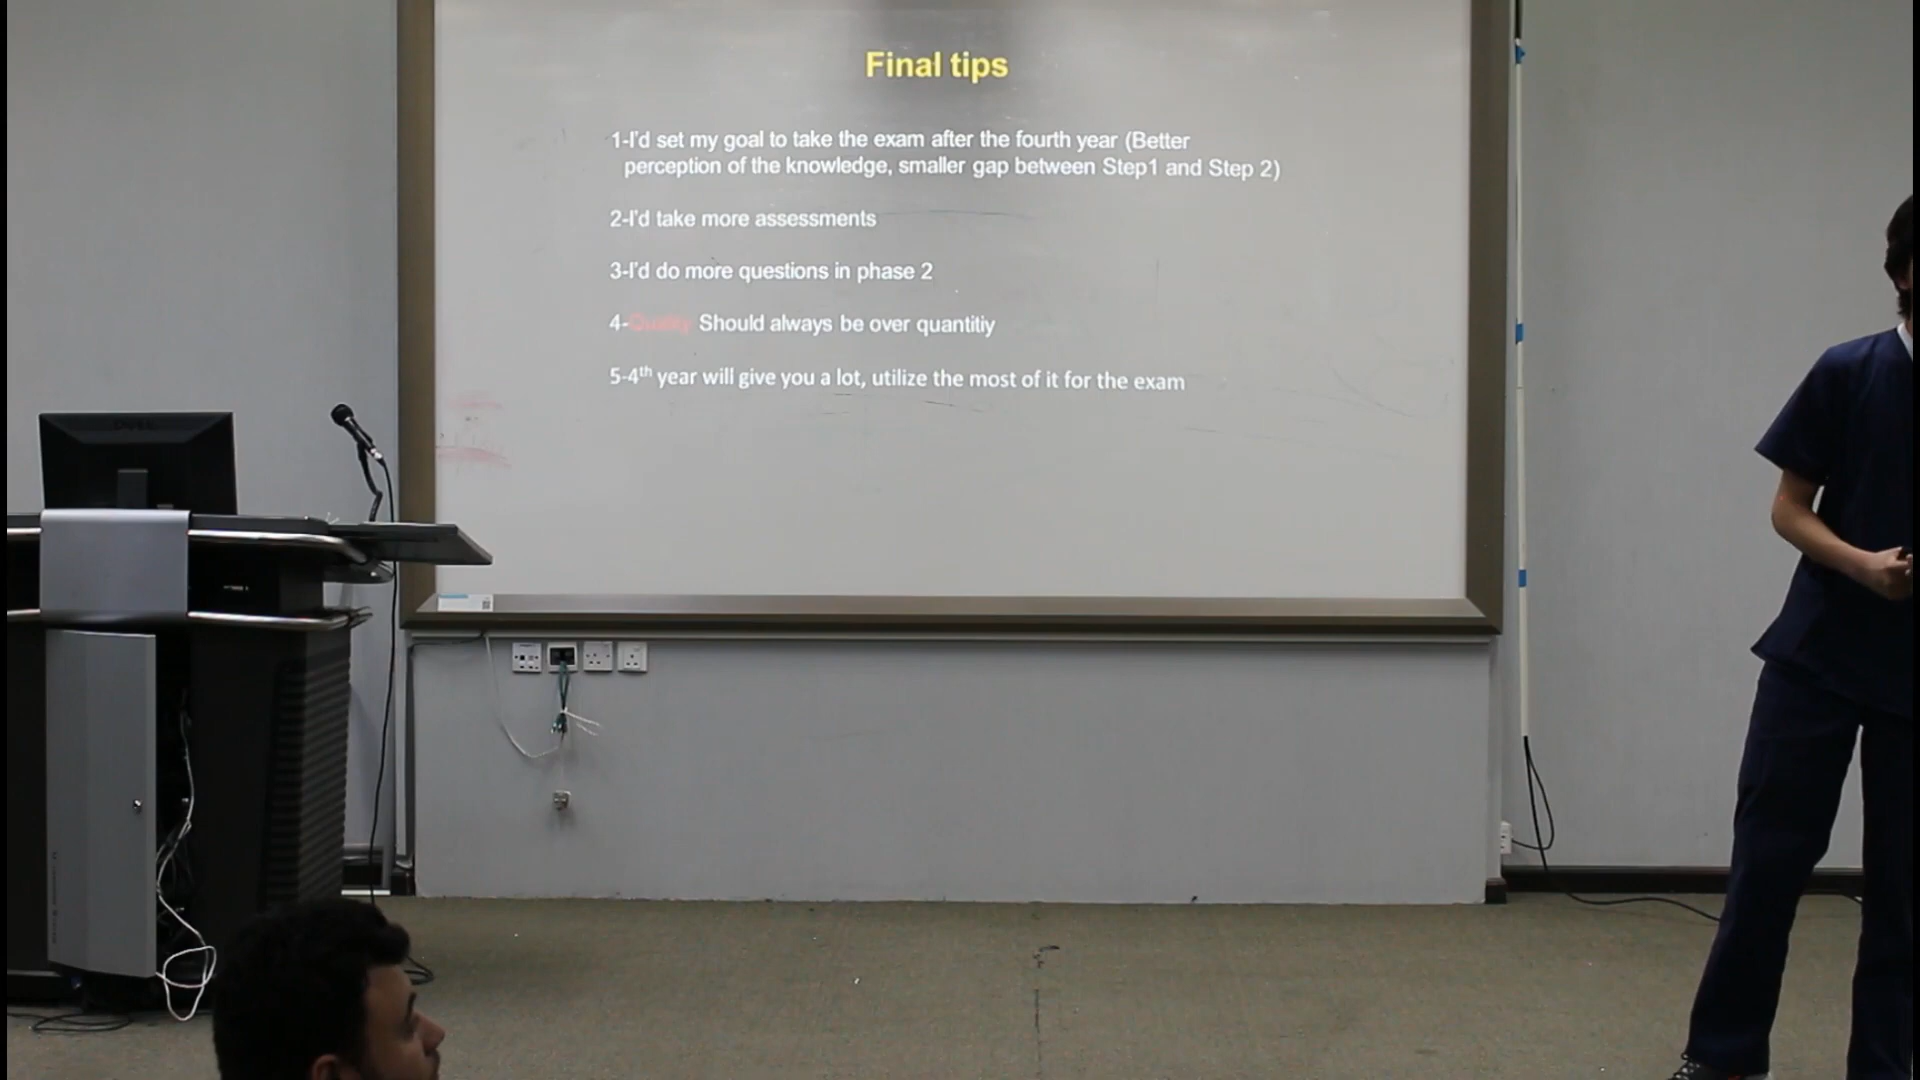 Final tips
1-I'd set my goal to take the exam after the fourth year (Better
perception of the knowledge, smaller gap between Step1 and Step 2)
2-I'd take more assessments
3-I'd do more questions in phase 2
4-Quality Should always be over quantitiy
5-4th year will give you a lot, utilize the most of it for the exam
DELL